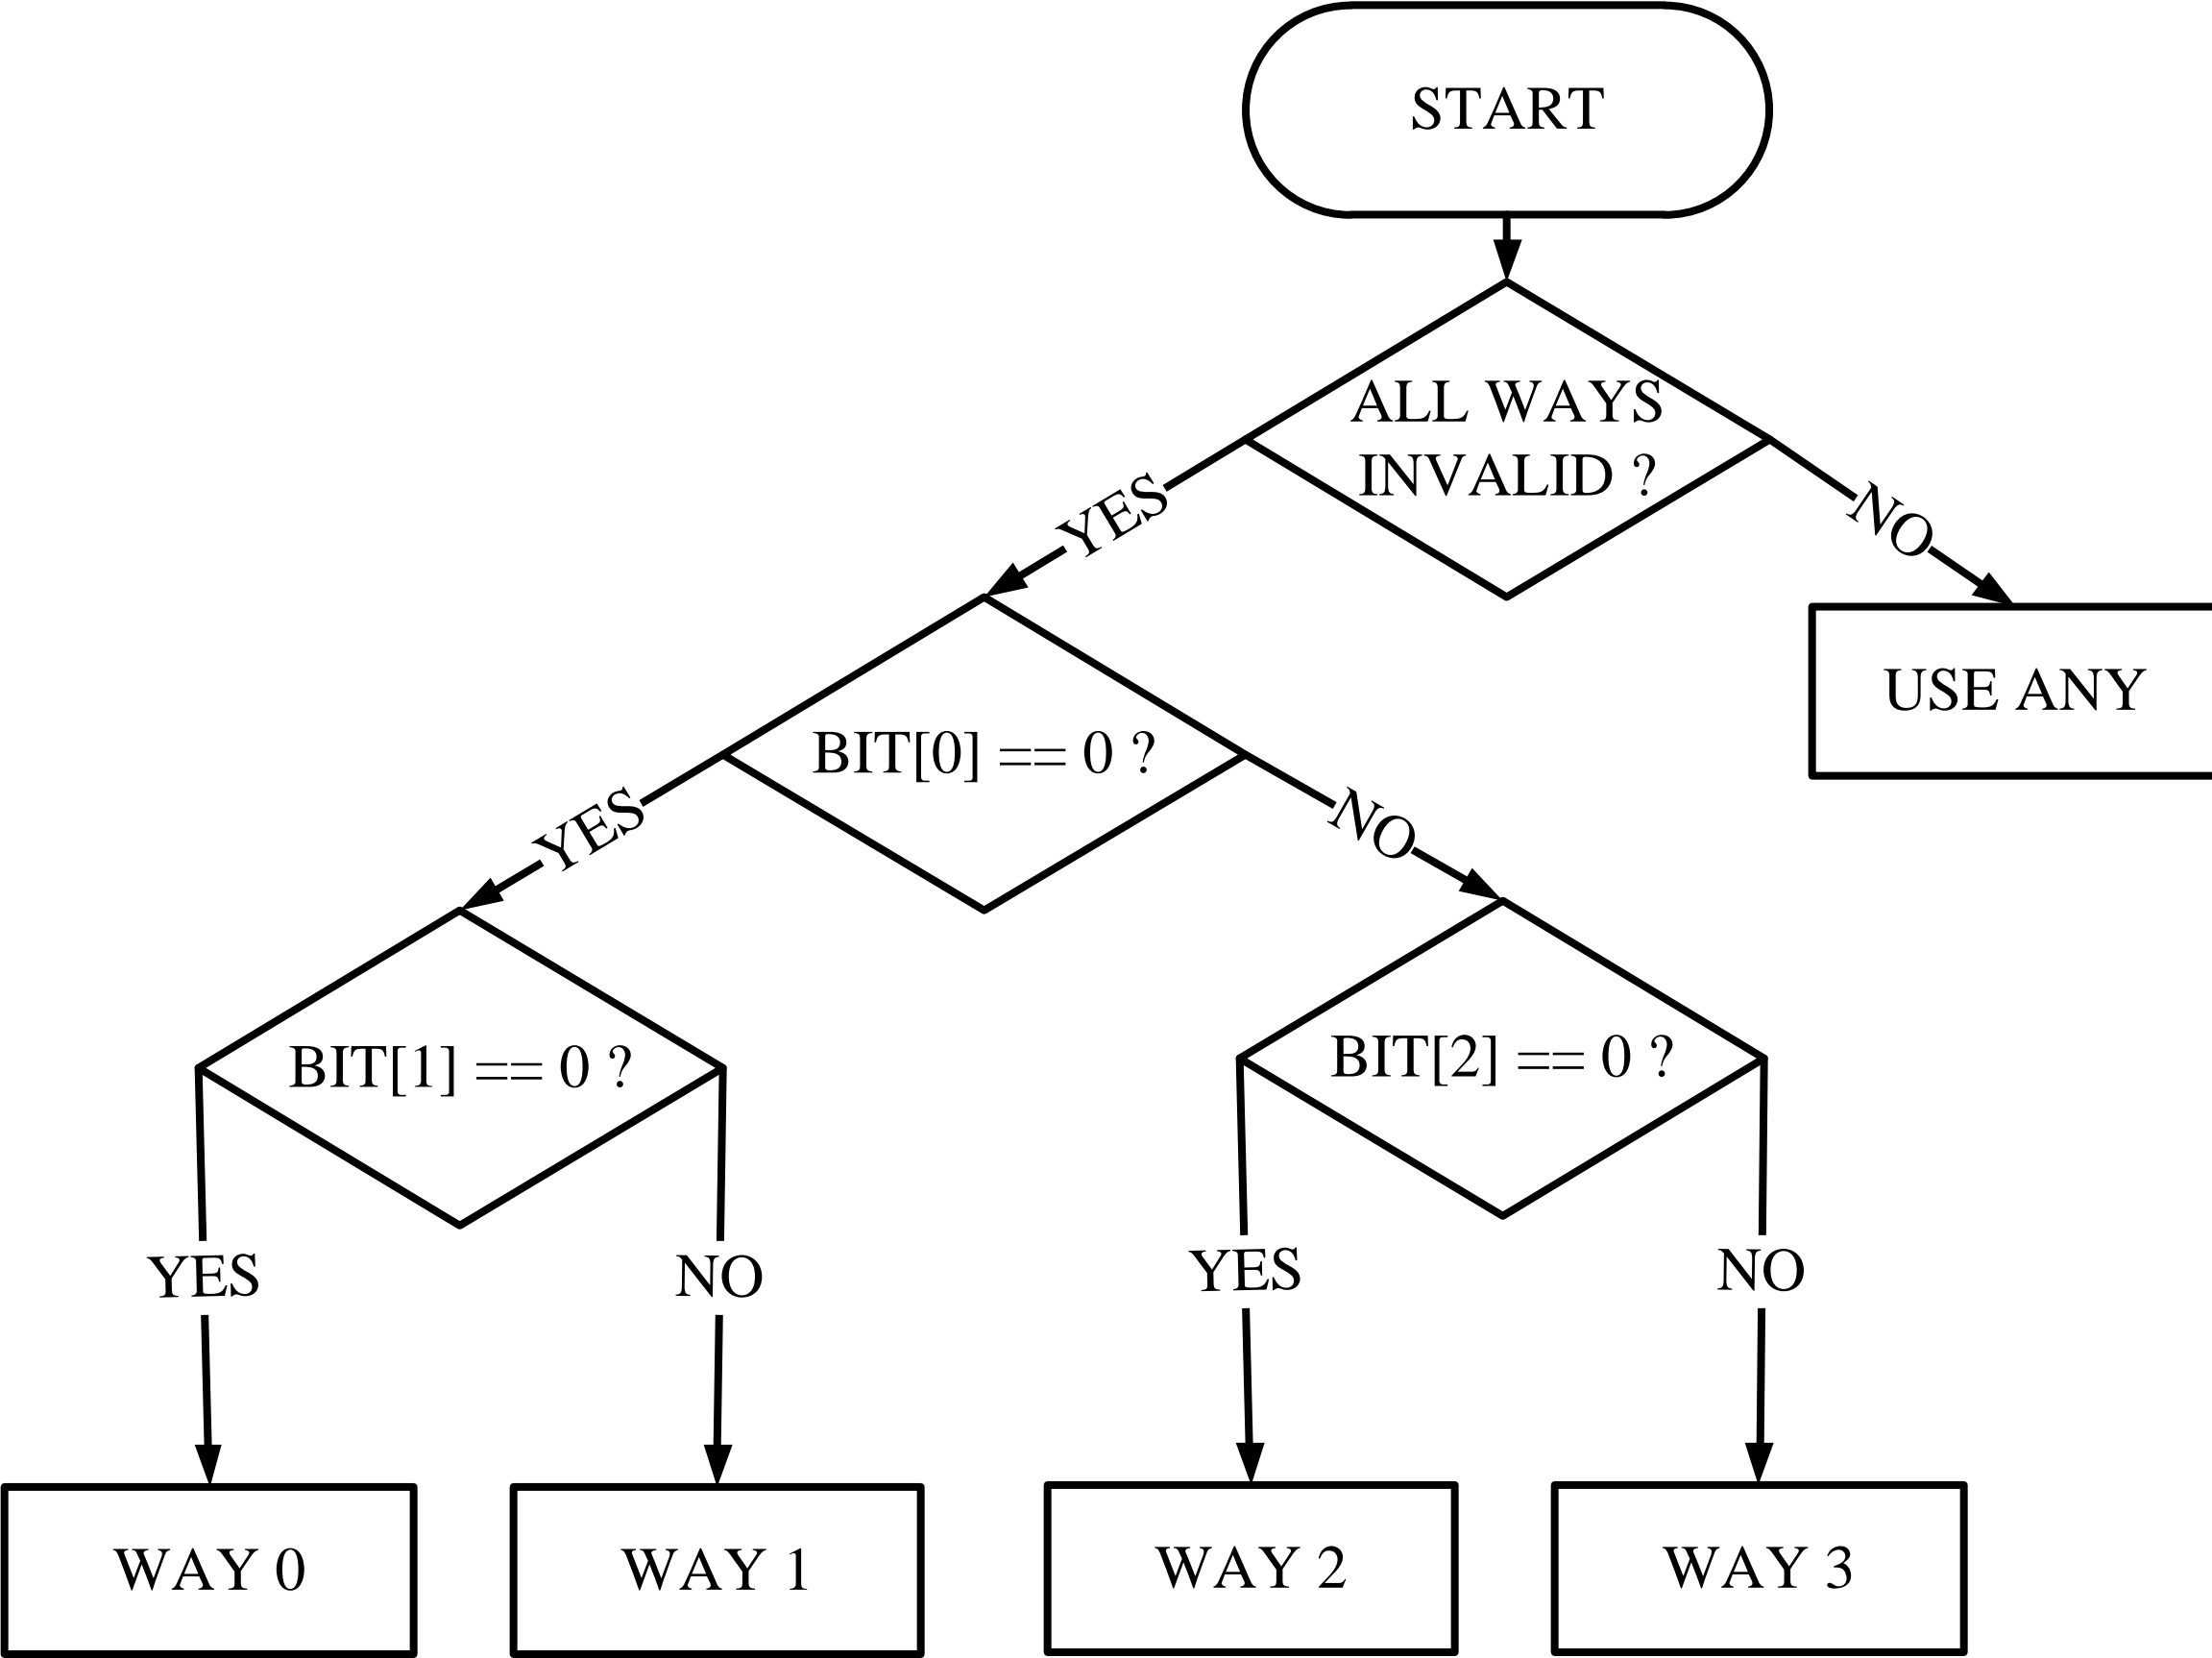 START
ALL WAYS
INVALID ?
YES
NO
USE ANY
BIT[0] == 0 ?
YES
NO
BIT[1] == 0 ?
BIT[2] == 0 ?
YES
NO
YES
NO
WAY 0
WAY 1
WAY 2
WAY 3